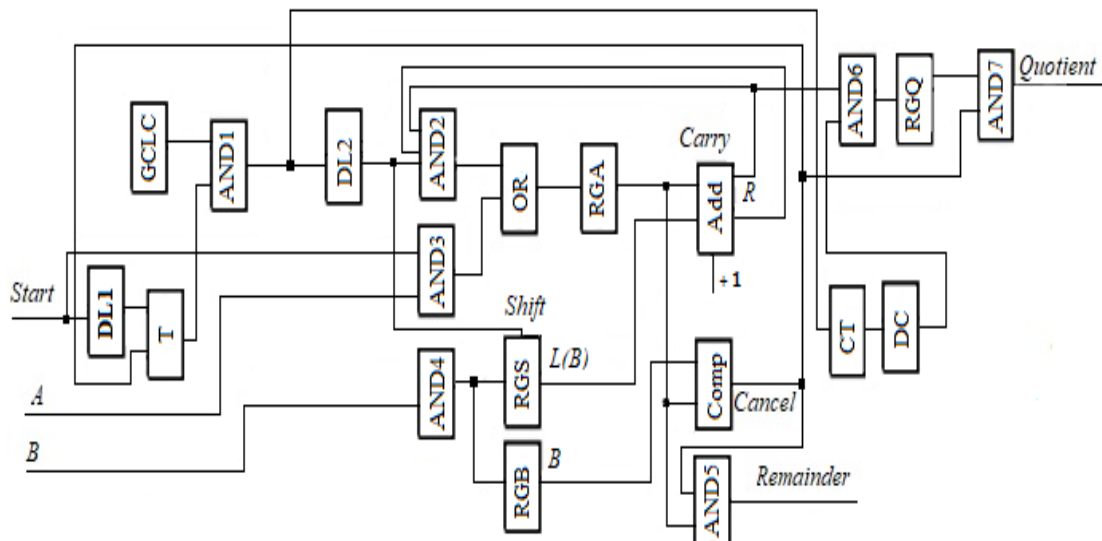 Quotient
AND6
RGQ
AND7
GCLC
AND1
DL2
AND2
Carry
OR
RGA
Add
R
AND3
+1
Start
DL1
T
Shift
CT
DC
A
AND4
RGS
L(B)
Comp
Cancel
B
RGB
B
AND5
Remainder